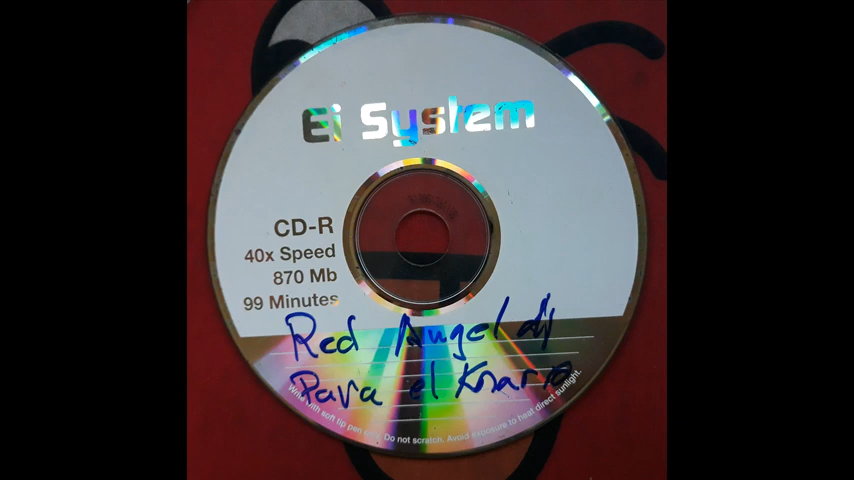 Ei System
CD-R
40x Speed
870 Mb
99 Minutes
Red Angel dj
Para el Knario
Write with soft tip pen only. Do not scratch. Avoid exposure to heat direct sunlight.